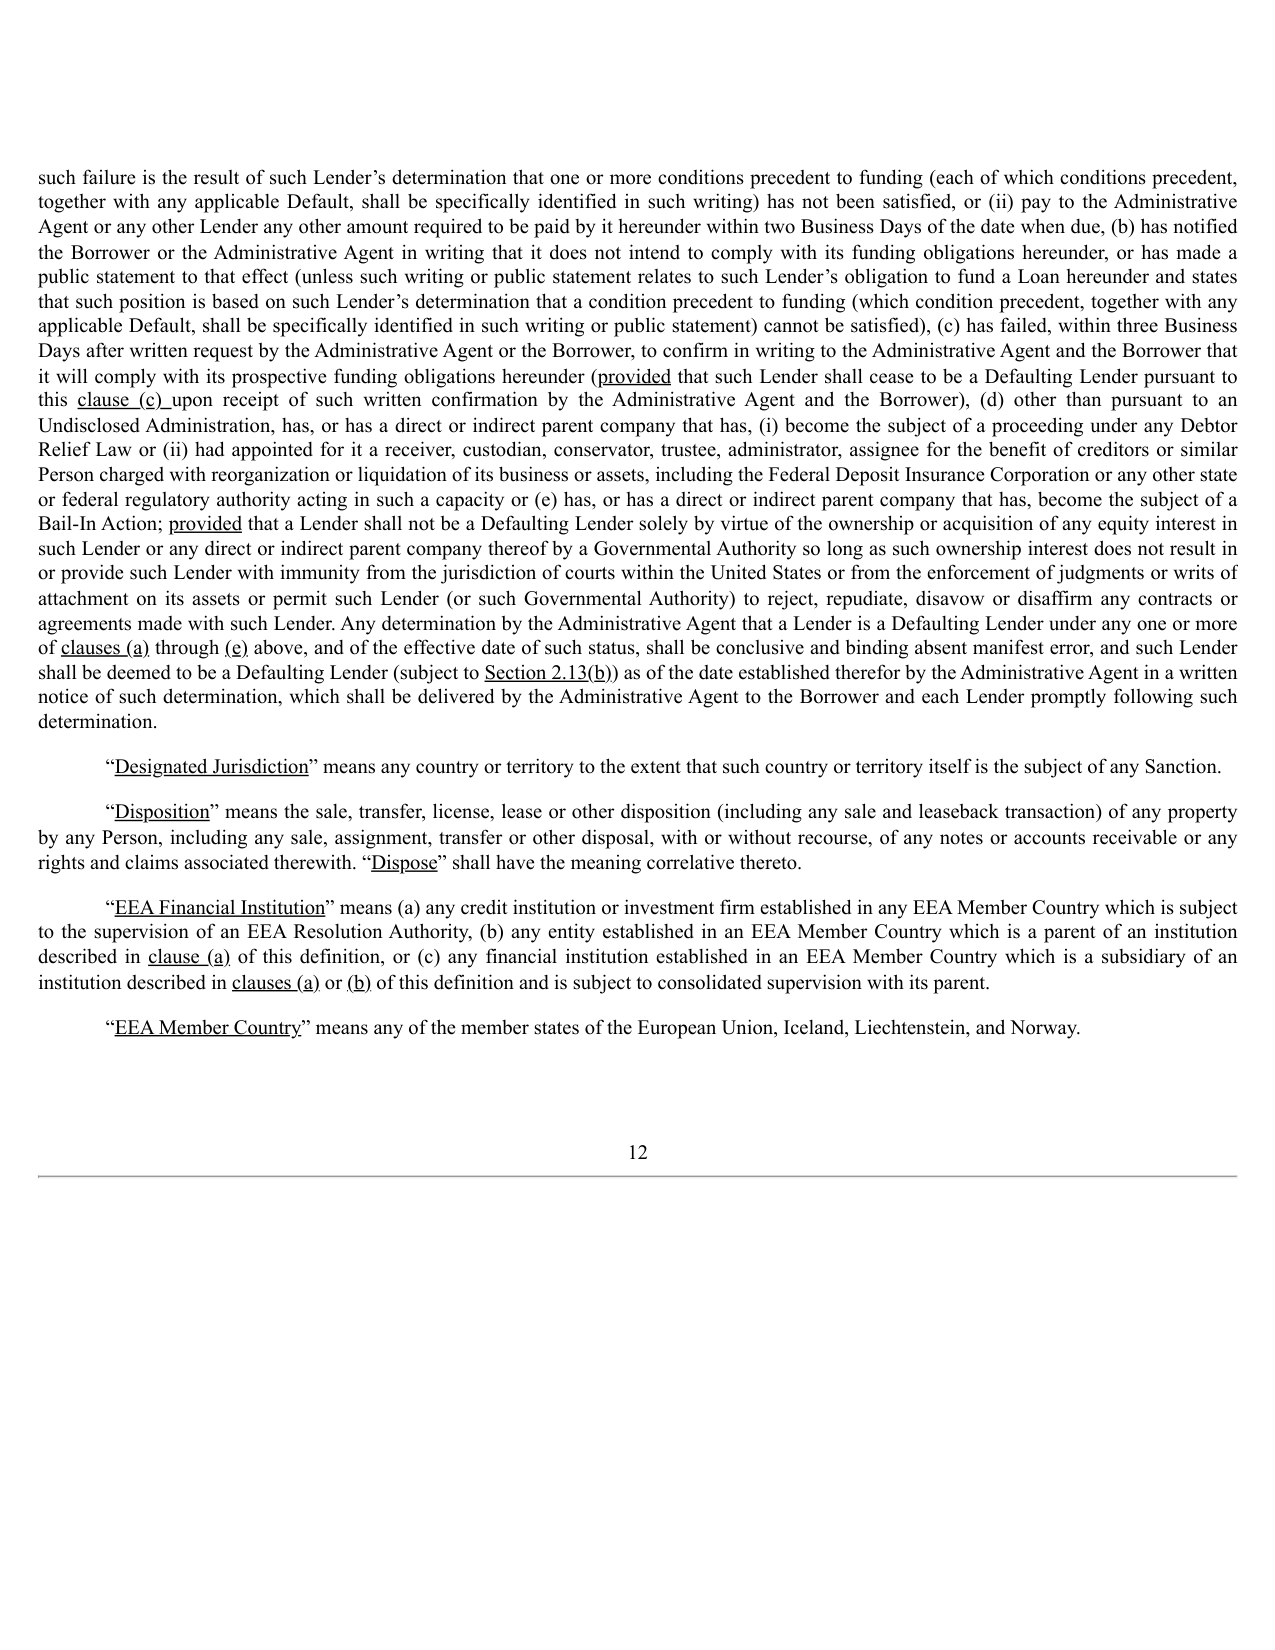 such failure is the result of such Lender’s determination that one or more conditions precedent to funding (each of which conditions precedent,
together with any applicable Default, shall be specifically identified in such writing) has not been satisfied, or (ii) pay to the Administrative
Agent or any other Lender any other amount required to be paid by it hereunder within two Business Days of the date when due, (b) has notified
the Borrower or the Administrative Agent in writing that it does not intend to comply with its funding obligations hereunder, or has made a
public statement to that effect (unless such writing or public statement relates to such Lender’s obligation to fund a Loan hereunder and states
that such position is based on such Lender’s determination that a condition precedent to funding (which condition precedent, together with any
applicable Default, shall be specifically identified in such writing or public statement) cannot be satisfied), (c) has failed, within three Business
Days after written request by the Administrative Agent or the Borrower, to confirm in writing to the Administrative Agent and the Borrower that
it will comply with its prospective funding obligations hereunder (provided that such Lender shall cease to be a Defaulting Lender pursuant to
this clause (c) upon receipt of such written confirmation by the Administrative Agent and the Borrower), (d) other than pursuant to an
Undisclosed Administration, has, or has a direct or indirect parent company that has, (i) become the subject of a proceeding under any Debtor
Relief Law or (ii) had appointed for it a receiver, custodian, conservator, trustee, administrator, assignee for the benefit of creditors or similar
Person charged with reorganization or liquidation of its business or assets, including the Federal Deposit Insurance Corporation or any other state
or federal regulatory authority acting in such a capacity or (e) has, or has a direct or indirect parent company that has, become the subject of a
Bail-In Action; provided that a Lender shall not be a Defaulting Lender solely by virtue of the ownership or acquisition of any equity interest in
such Lender or any direct or indirect parent company thereof by a Governmental Authority so long as such ownership interest does not result in
or provide such Lender with immunity from the jurisdiction of courts within the United States or from the enforcement of judgments or writs of
attachment on its assets or permit such Lender (or such Governmental Authority) to reject, repudiate, disavow or disaffirm any contracts or
agreements made with such Lender. Any determination by the Administrative Agent that a Lender is a Defaulting Lender under any one or more
of clauses (a) through (e) above, and of the effective date of such status, shall be conclusive and binding absent manifest error, and such Lender
shall be deemed to be a Defaulting Lender (subject to Section 2.13(b)) as of the date established therefor by the Administrative Agent in a written
notice of such determination, which shall be delivered by the Administrative Agent to the Borrower and each Lender promptly following such
determination.
“Designated Jurisdiction” means any country or territory to the extent that such country or territory itself is the subject of any Sanction.
“Disposition” means the sale, transfer, license, lease or other disposition (including any sale and leaseback transaction) of any property
by any Person, including any sale, assignment, transfer or other disposal, with or without recourse, of any notes or accounts receivable or any
rights and claims associated therewith. “Dispose” shall have the meaning correlative thereto.
“EEA Financial Institution” means (a) any credit institution or investment firm established in any EEA Member Country which is subject
to the supervision of an EEA Resolution Authority, (b) any entity established in an EEA Member Country which is a parent of an institution
described in clause (a) of this definition, or (c) any financial institution established in an EEA Member Country which is a subsidiary of an
institution described in clauses (a) or (b) of this definition and is subject to consolidated supervision with its parent.
“EEA Member Country” means any of the member states of the European Union, Iceland, Liechtenstein, and Norway.
12